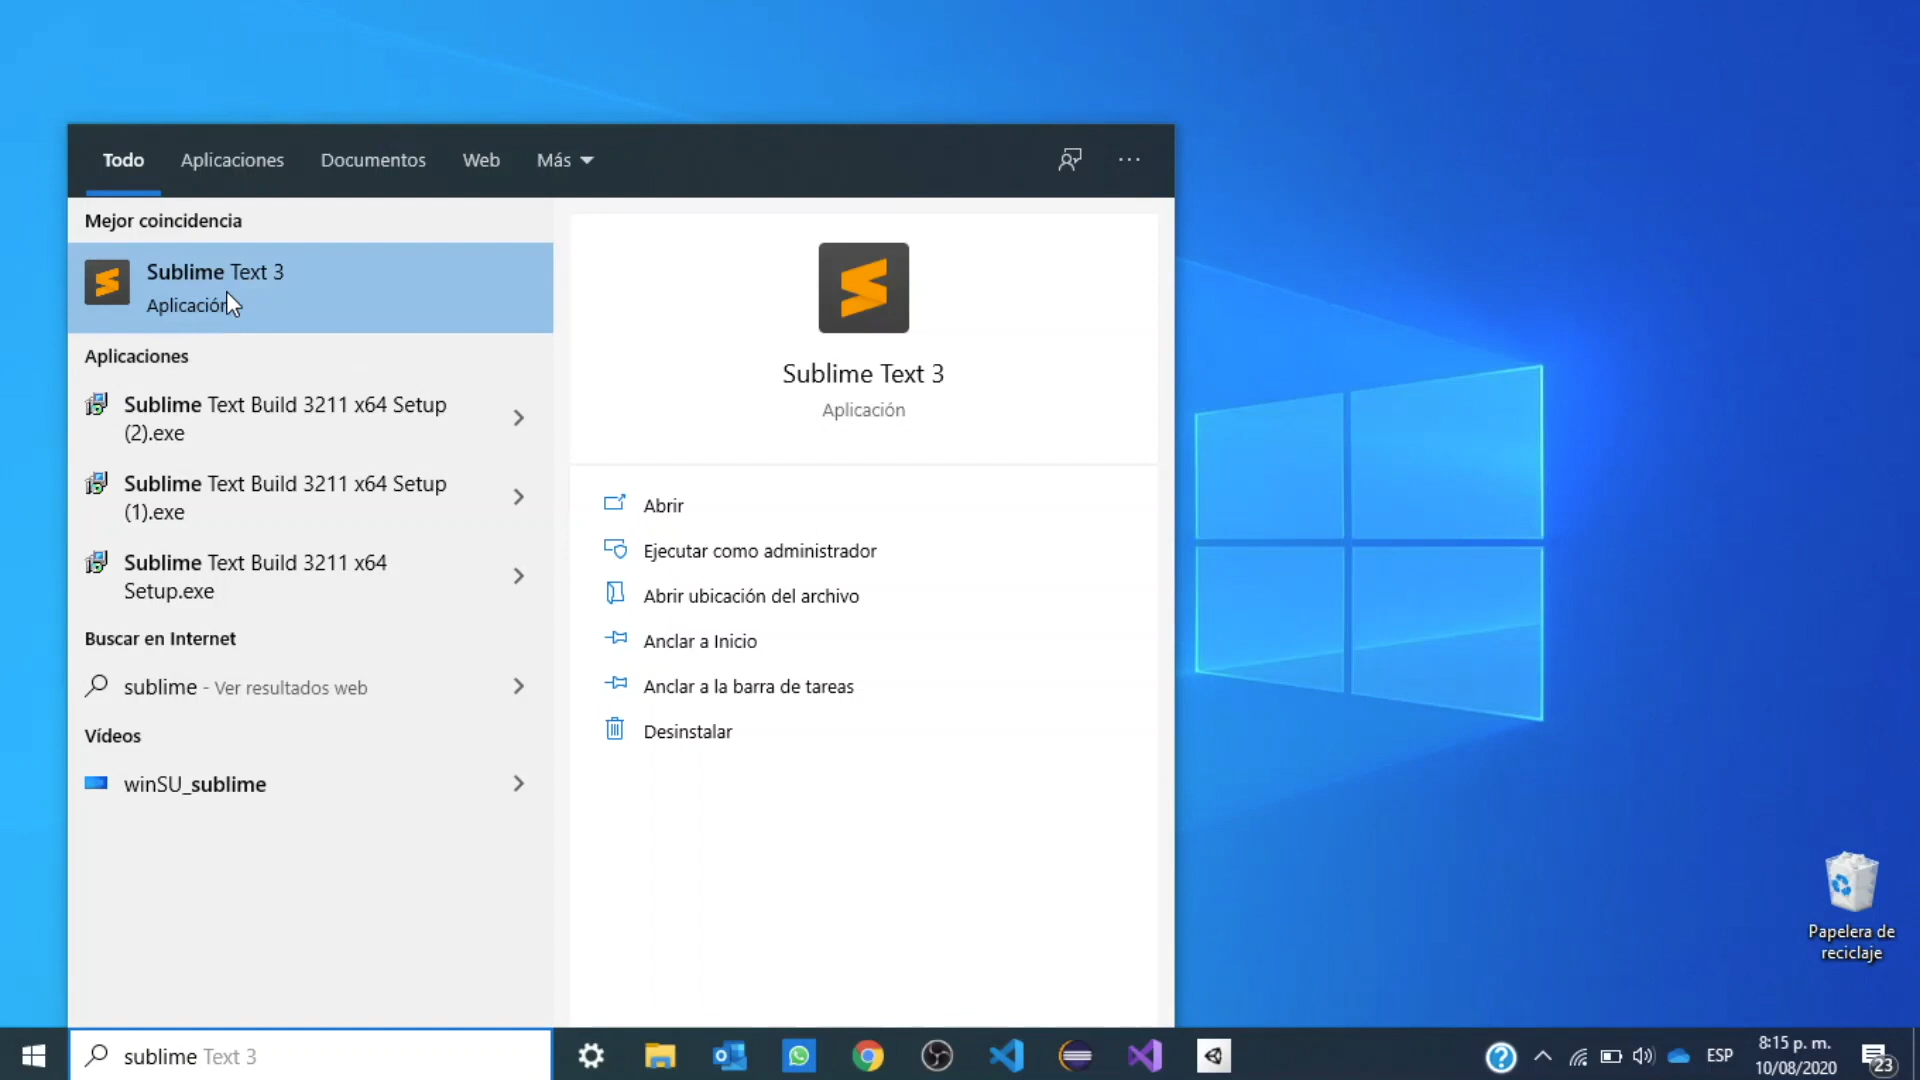 Todo Aplicaciones Documentos Web Más
Mejor coincidencia
Sublime Text 3
Aplicación
Aplicaciones
Sublime Text Build 3211 x64 Setup
(2).exe
Sublime Text Build 3211 x64 Setup
(1).exe
Sublime Text Build 3211 x64
Setup.exe
Buscar en Internet
sublime - Ver resultados web
Vídeos
winSU_sublime
Sublime Text 3
Aplicación
Abrir
Ejecutar como administrador
Abrir ubicación del archivo
Anclar a Inicio
Anclar a la barra de tareas
Desinstalar
Papelera de
reciclaje
sublime Text 3
ESP
8:15 p. m.
10/08/2020
23